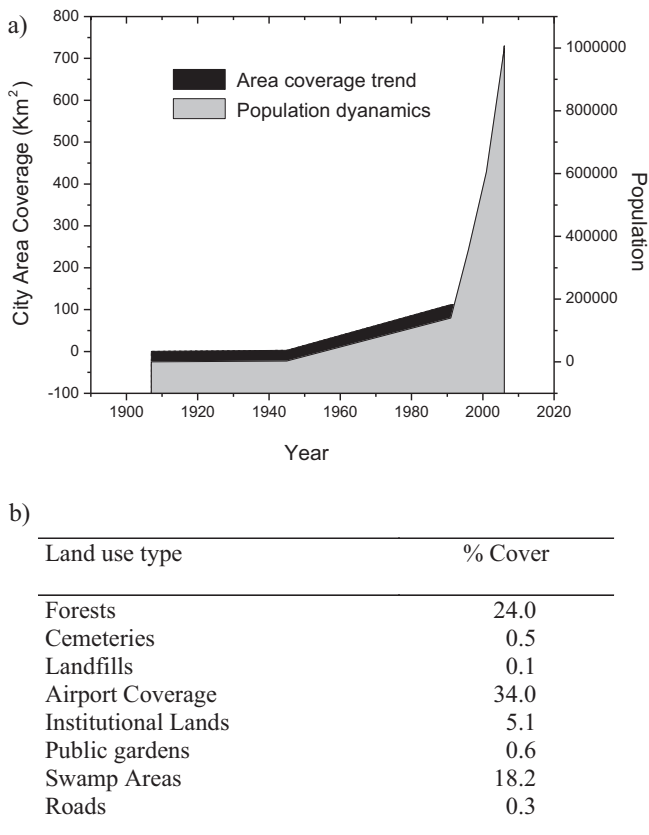 a)
800
700
600
500
400
300
200
100
0
-100
City Area Coverage (Km²)
Area coverage trend
Population dyanamics
1000000
800000
600000
400000
200000
0
Population
1900 1920 1940 1960 1980 2000 2020
Year
b)
Land use type % Cover
Forests 24.0
Cemeteries 0.5
Landfills 0.1
Airport Coverage 34.0
Institutional Lands 5.1
Public gardens 0.6
Swamp Areas 18.2
Roads 0.3